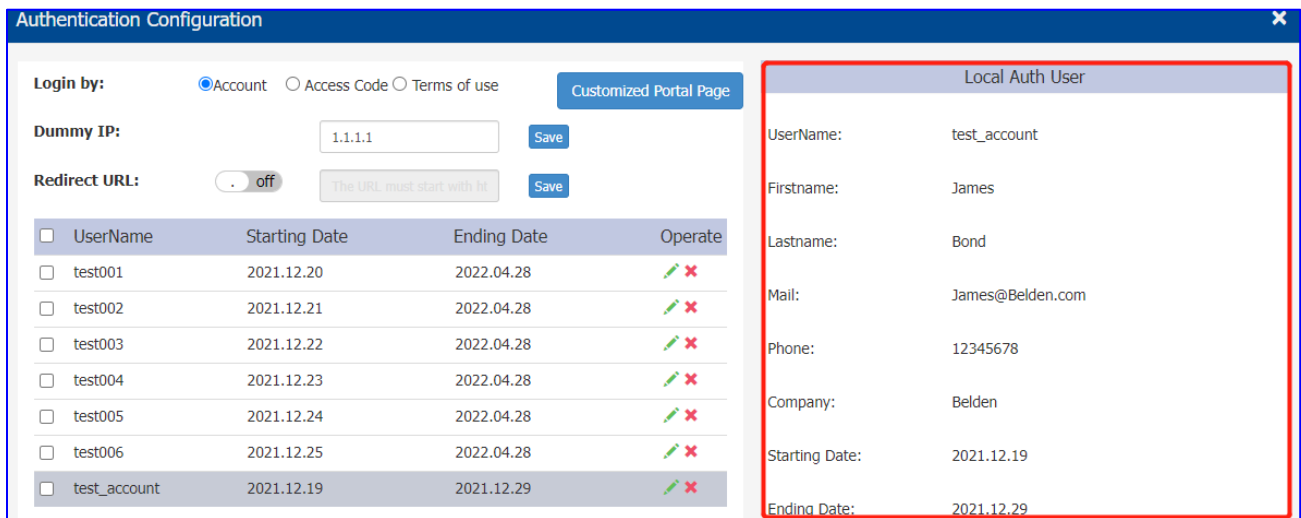 Authentication Configuration
Login by: Account Access Code Terms of use Customized Portal Page
Dummy IP: 1.1.1.1 Save
Redirect URL: . off The URL must start with ht Save
UserName Starting Date Ending Date Operate
test001 2021.12.20 2022.04.28
test002 2021.12.21 2022.04.28
test003 2021.12.22 2022.04.28
test004 2021.12.23 2022.04.28
test005 2021.12.24 2022.04.28
test006 2021.12.25 2022.04.28
test_account 2021.12.19 2021.12.29
Local Auth User
UserName: test_account
Firstname: James
Lastname: Bond
Mail: James@Belden.com
Phone: 12345678
Company: Belden
Starting Date: 2021.12.19
Ending Date: 2021.12.29